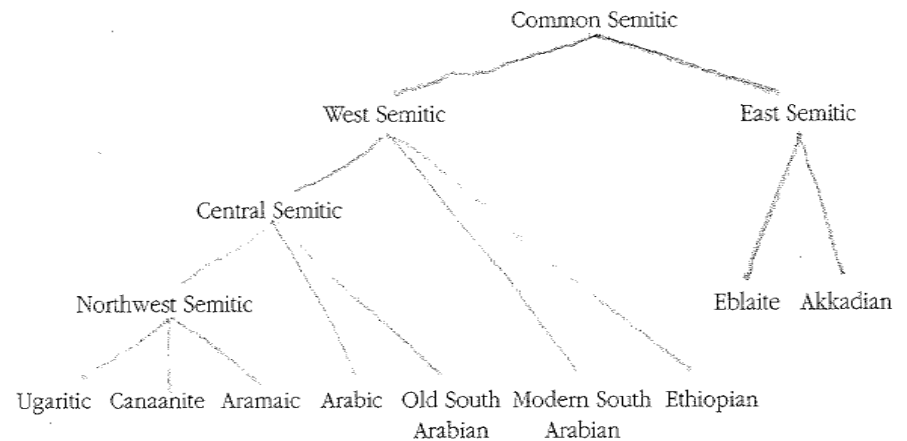 Common Semitic
West Semitic
East Semitic
Central Semitic
Northwest Semitic
Eblaite
Akkadian
Ugaritic
Canaanite
Aramaic
Arabic
Old South
Arabian
Modern South
Arabian
Ethiopian